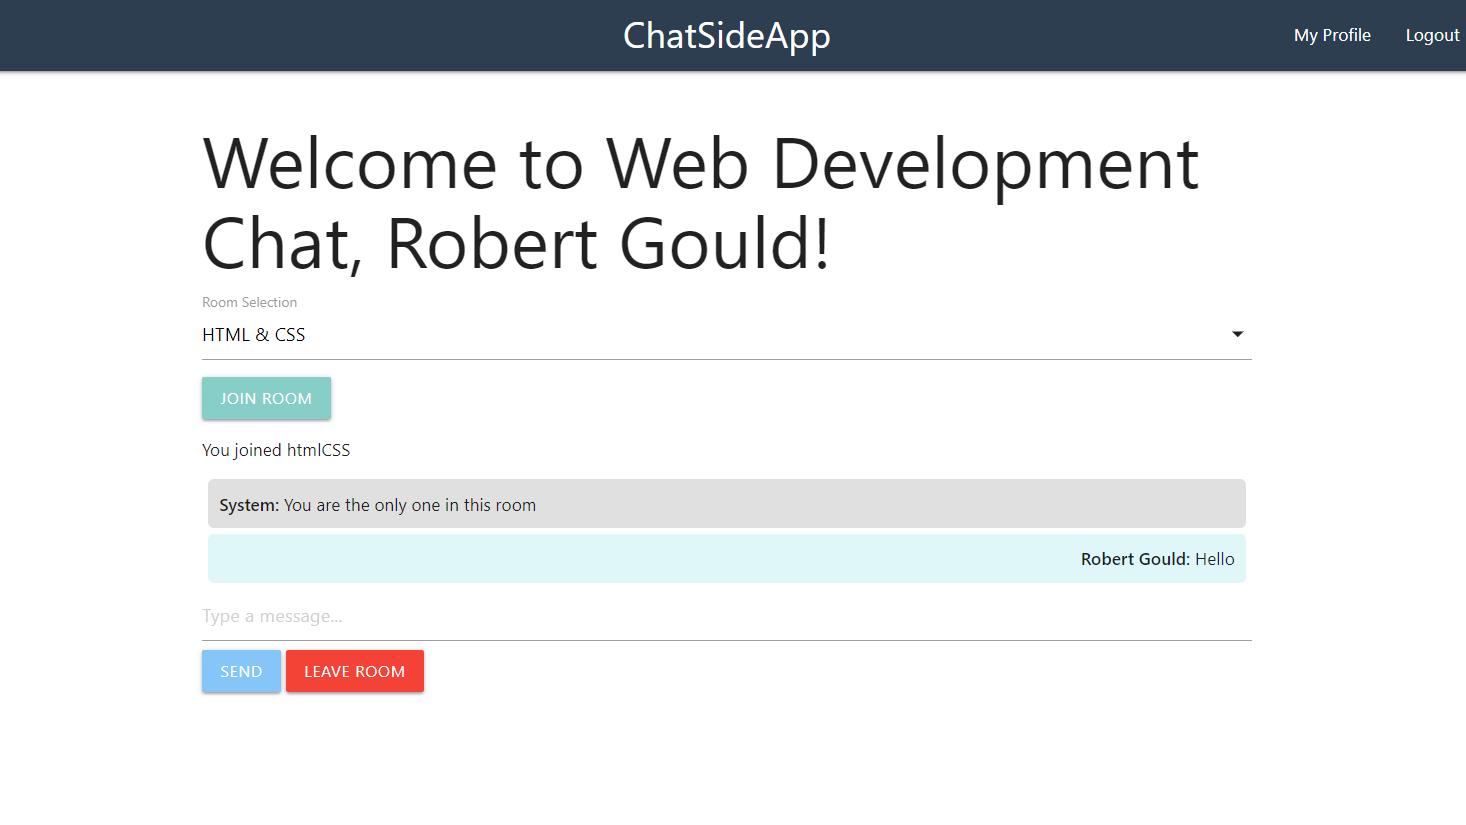 ChatSideApp
My Profile
Logout
Welcome to Web Development
Chat, Robert Gould!
Room Selection
HTML & CSS
JOIN ROOM
You joined htmlCSS
System: You are the only one in this room
Robert Gould: Hello
Type a message...
SEND
LEAVE ROOM